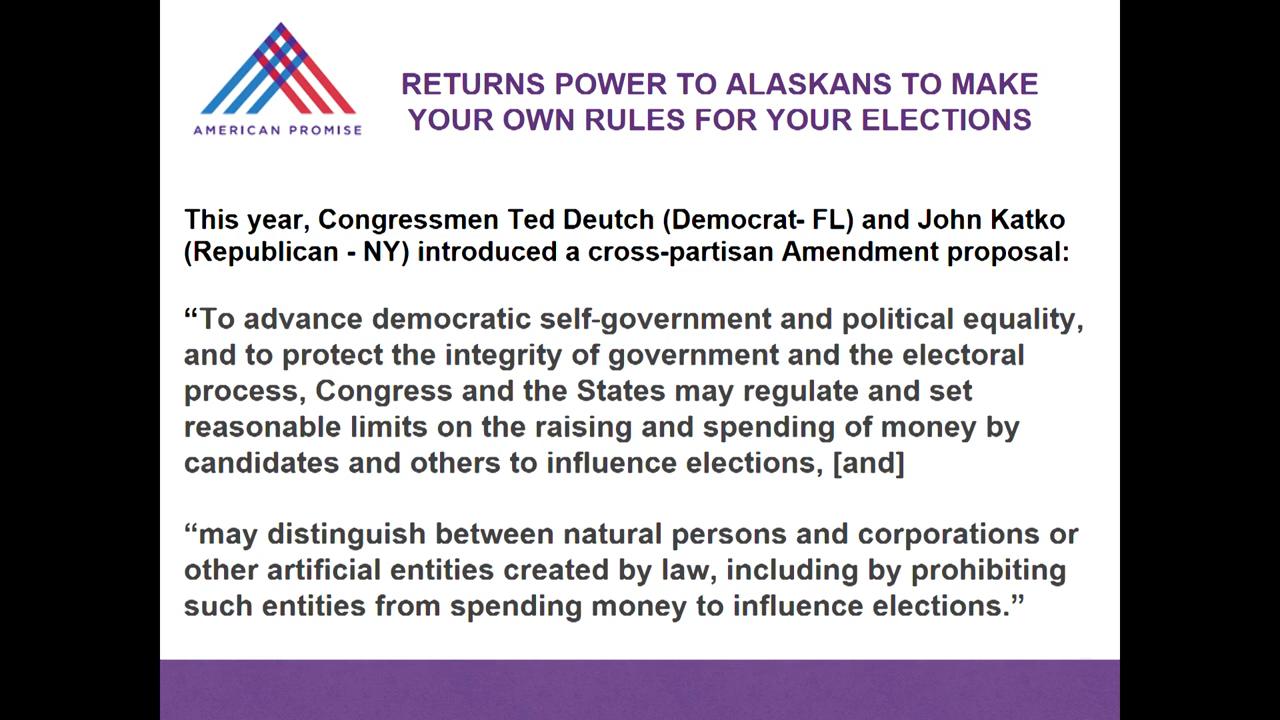 AMERICAN PROMISE
RETURNS POWER TO ALASKANS TO MAKE
YOUR OWN RULES FOR YOUR ELECTIONS
This year, Congressmen Ted Deutch (Democrat- FL) and John Katko
(Republican - NY) introduced a cross-partisan Amendment proposal:
“To advance democratic self-government and political equality,
and to protect the integrity of government and the electoral
process, Congress and the States may regulate and set
reasonable limits on the raising and spending of money by
candidates and others to influence elections, [and]
“may distinguish between natural persons and corporations or
other artificial entities created by law, including by prohibiting
such entities from spending money to influence elections.”